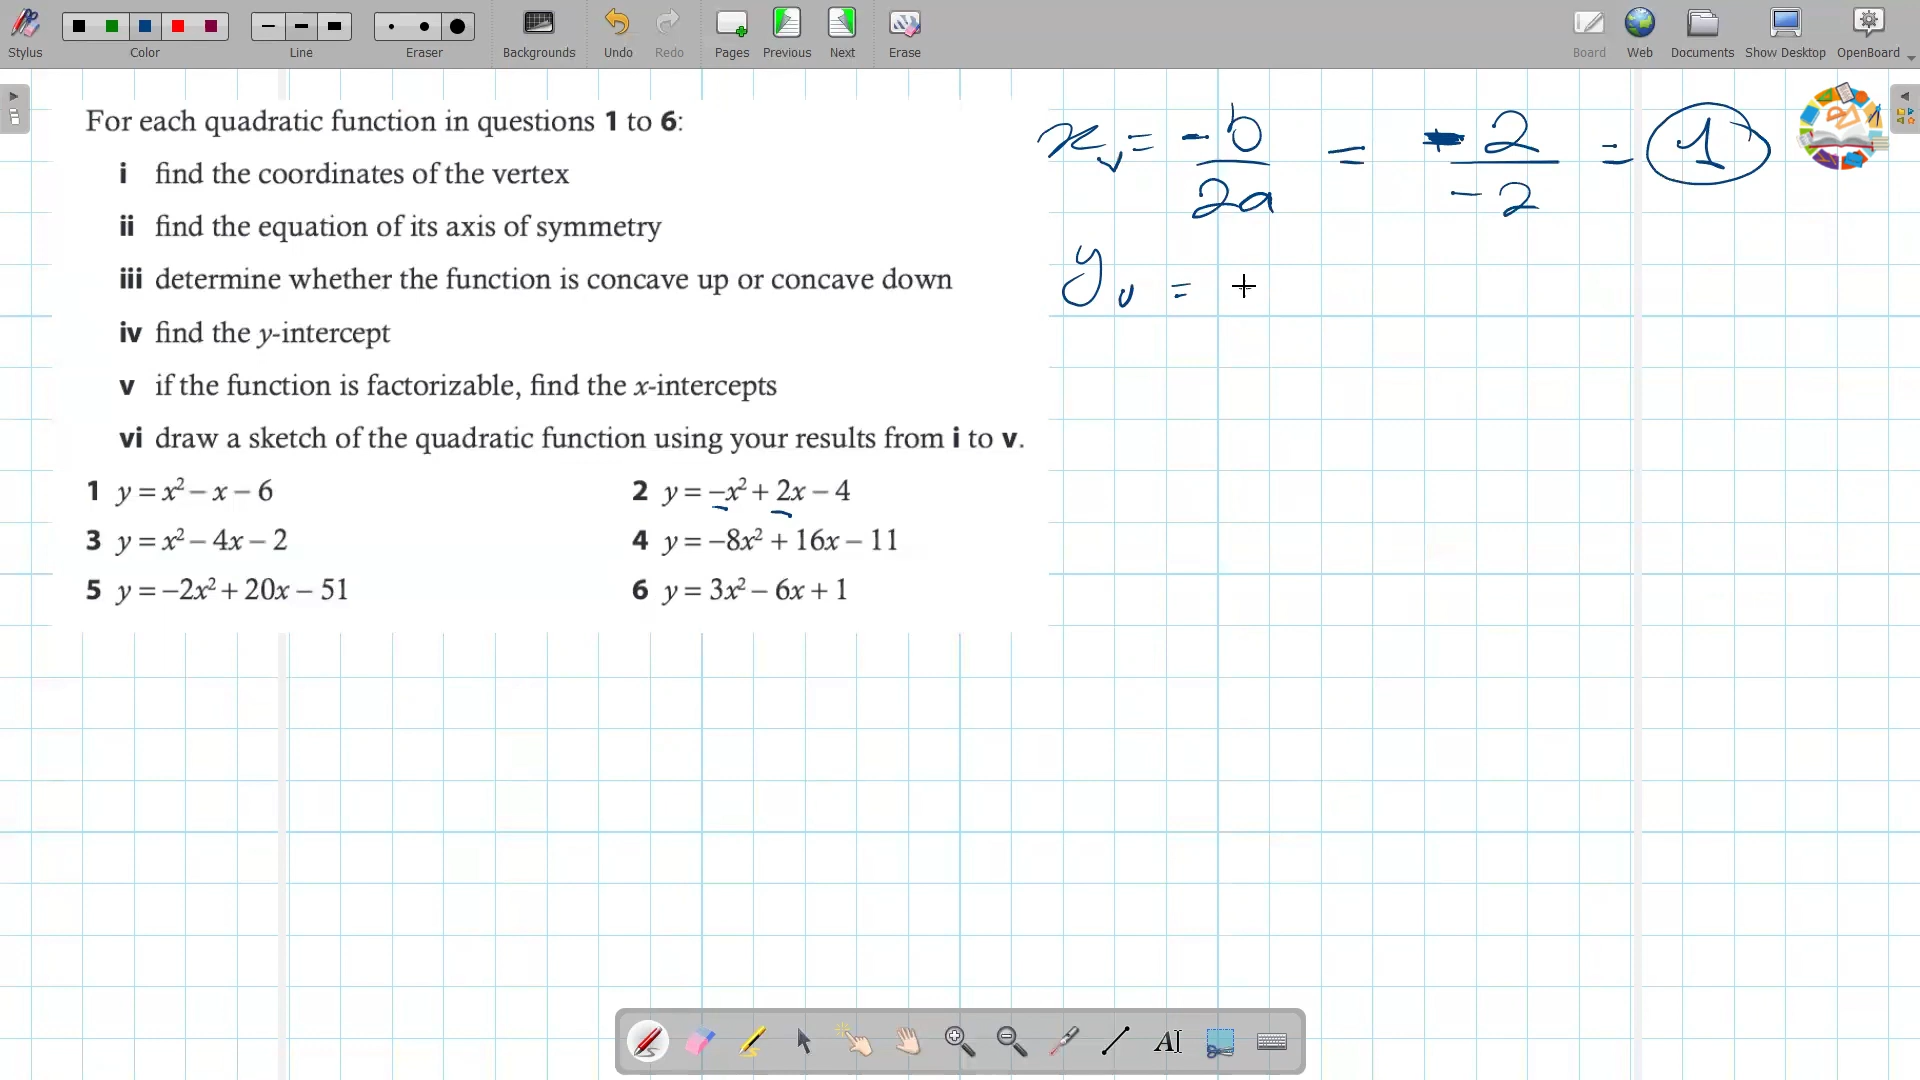 Stylus Color Line Eraser Backgrounds Undo Redo Pages Previous Next Erase Board Web Documents Show Desktop OpenBoard
For each quadratic function in questions 1 to 6:
i find the coordinates of the vertex
ii find the equation of its axis of symmetry
iii determine whether the function is concave up or concave down
iv find the y-intercept
v if the function is factorizable, find the x-intercepts
vi draw a sketch of the quadratic function using your results from i to v.
1 y = x² – x – 6
2 y = –x² + 2x – 4
3 y = x² – 4x – 2
4 y = –8x² + 16x – 11
5 y = –2x² + 20x – 51
6 y = 3x² – 6x + 1
x_v = -b/2a = -2/-2 = 1
y_v =